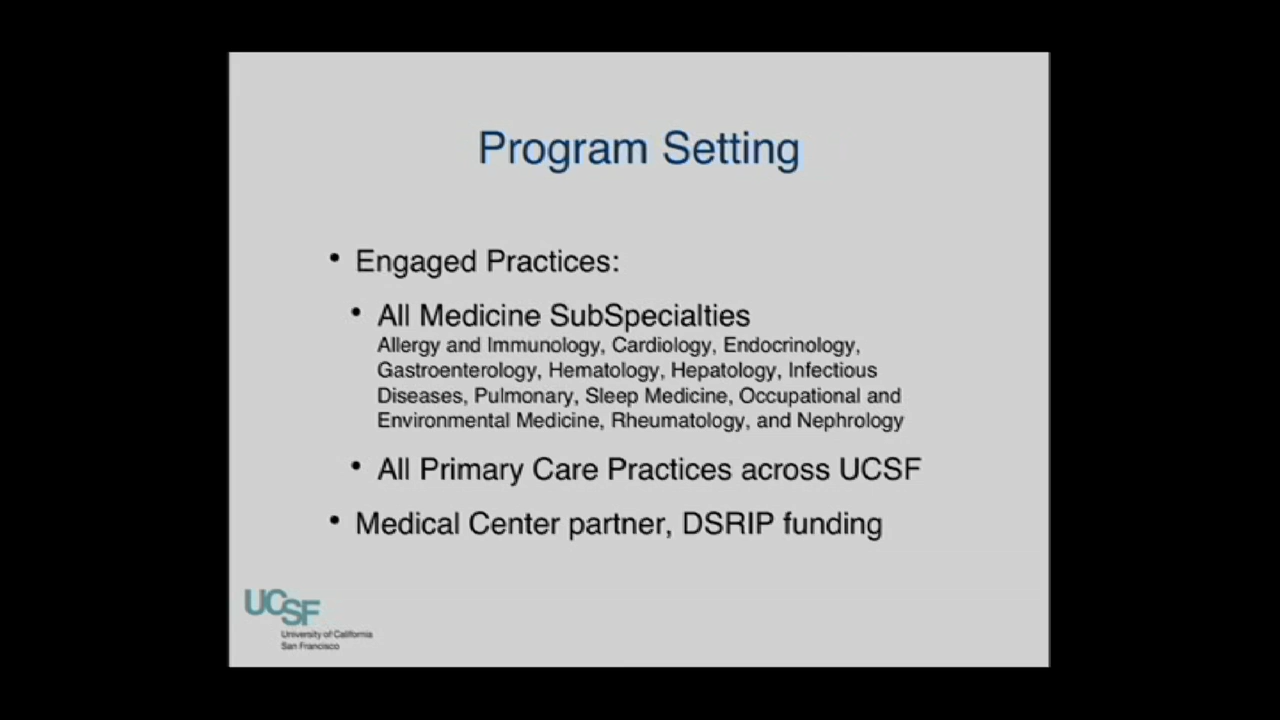 Program Setting
• Engaged Practices:
• All Medicine SubSpecialties
Allergy and Immunology, Cardiology, Endocrinology,
Gastroenterology, Hematology, Hepatology, Infectious
Diseases, Pulmonary, Sleep Medicine, Occupational and
Environmental Medicine, Rheumatology, and Nephrology
• All Primary Care Practices across UCSF
• Medical Center partner, DSRIP funding
UCSF
University of California
San Francisco